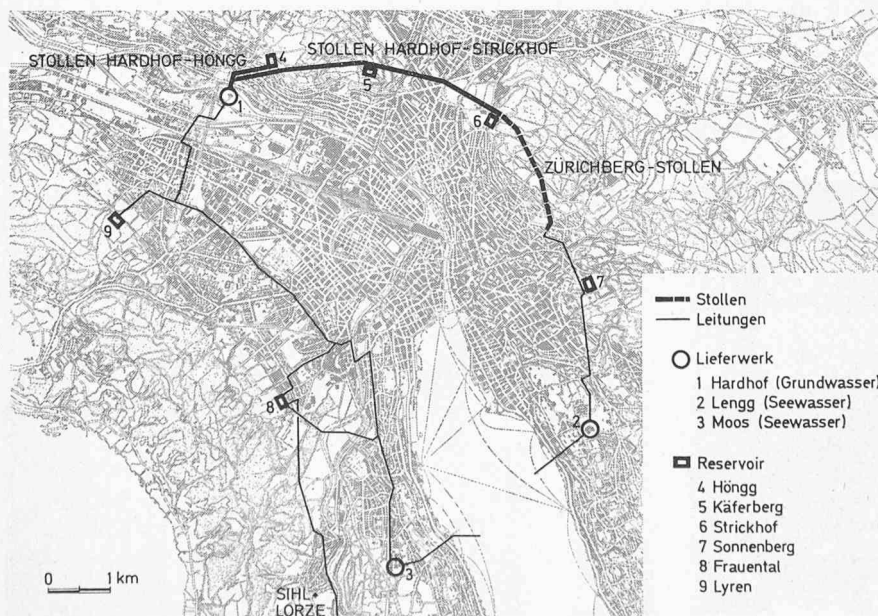 STOLLEN HARDHOF-HÖNGG
4
STOLLEN HARDHOF-STRICKHOF
5
1
6
ZÜRICHBERG-STOLLEN
9
7
8
2
3
SIHL-
LORZE
0 1 km
Stollen
Leitungen
Lieferwerk
1 Hardhof (Grundwasser)
2 Lengg (Seewasser)
3 Moos (Seewasser)
Reservoir
4 Höngg
5 Käferberg
6 Strickhof
7 Sonnenberg
8 Frauental
9 Lyren